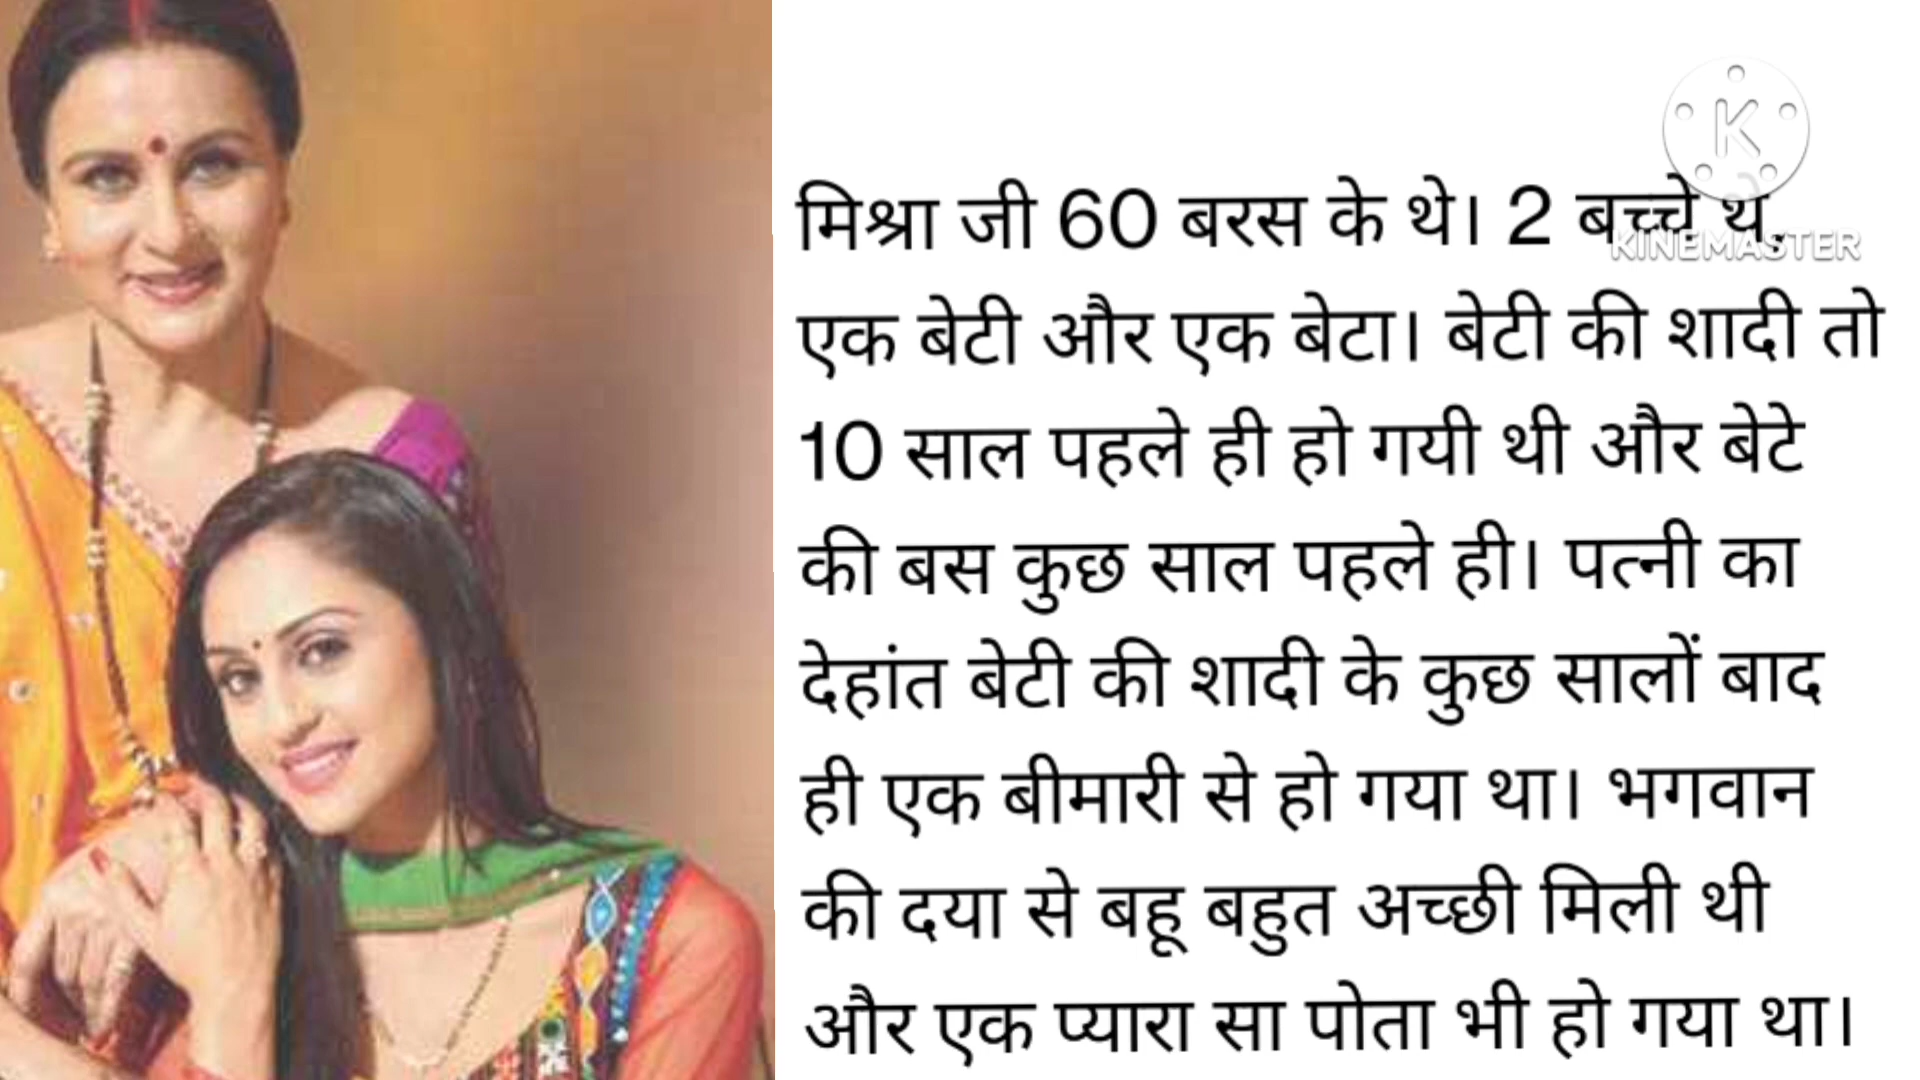 K
KINEMASTER
मिश्रा जी 60 बरस के थे। 2 बच्चे थे,
एक बेटी और एक बेटा। बेटी की शादी तो
10 साल पहले ही हो गयी थी और बेटे
की बस कुछ साल पहले ही। पत्नी का
देहांत बेटी की शादी के कुछ सालों बाद
ही एक बीमारी से हो गया था। भगवान
की दया से बहू बहुत अच्छी मिली थी
और एक प्यारा सा पोता भी हो गया था।